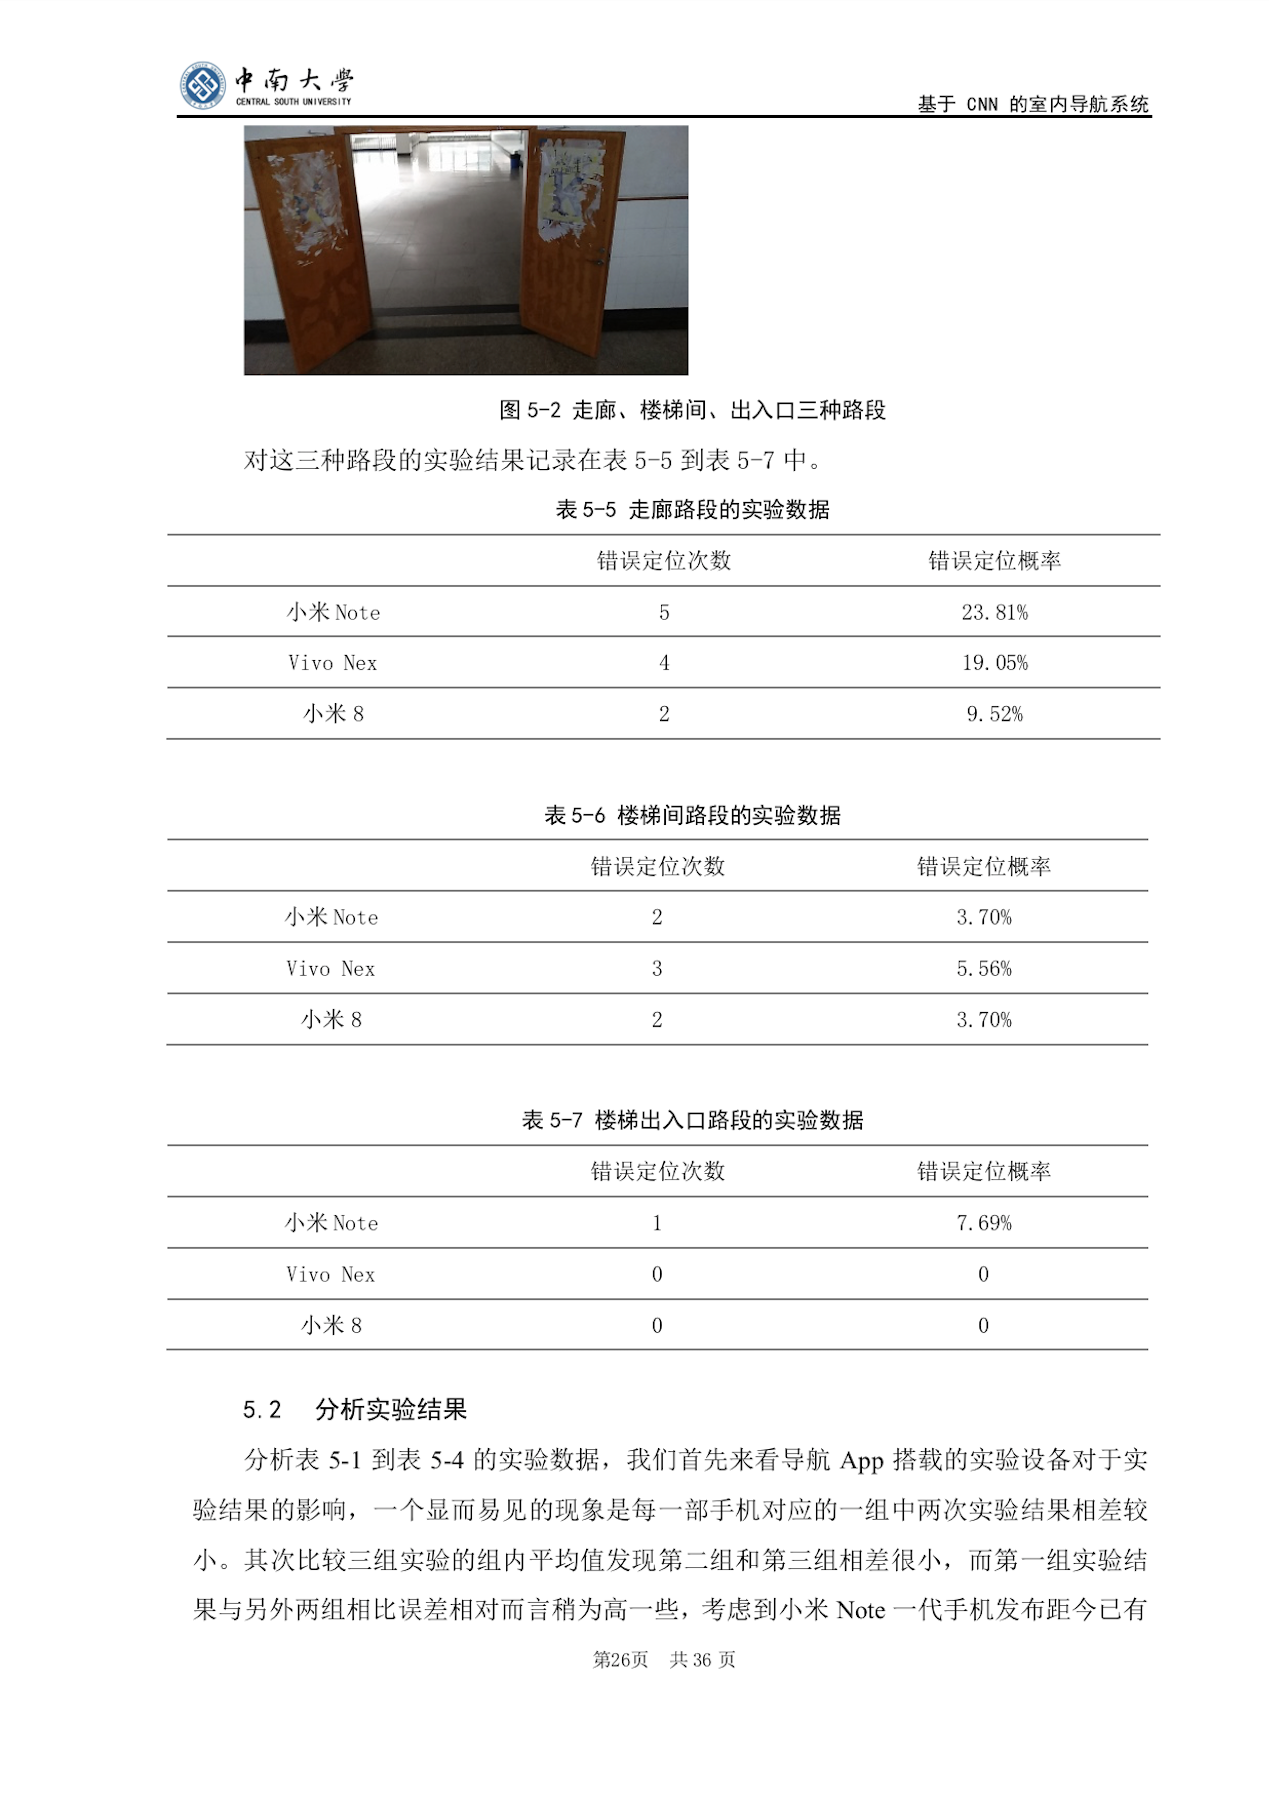 中南大学
CENTRAL SOUTH UNIVERSITY
基于 CNN 的室内导航系统
图 5-2 走廊、楼梯间、出入口三种路段
对这三种路段的实验结果记录在表 5-5 到表 5-7 中。
表 5-5 走廊路段的实验数据
错误定位次数 错误定位概率
小米 Note 5 23.81%
Vivo Nex 4 19.05%
小米 8 2 9.52%
表 5-6 楼梯间路段的实验数据
错误定位次数 错误定位概率
小米 Note 2 3.70%
Vivo Nex 3 5.56%
小米 8 2 3.70%
表 5-7 楼梯出入口路段的实验数据
错误定位次数 错误定位概率
小米 Note 1 7.69%
Vivo Nex 0 0
小米 8 0 0
5.2 分析实验结果
分析表 5-1 到表 5-4 的实验数据，我们首先来看导航 App 搭载的实验设备对于实
验结果的影响，一个显而易见的现象是每一部手机对应的一组中两次实验结果相差较
小。其次比较三组实验的组内平均值发现第二组和第三组相差很小，而第一组实验结
果与另外两组相比误差相对而言稍为高一些，考虑到小米 Note 一代手机发布距今已有
第26页 共 36 页